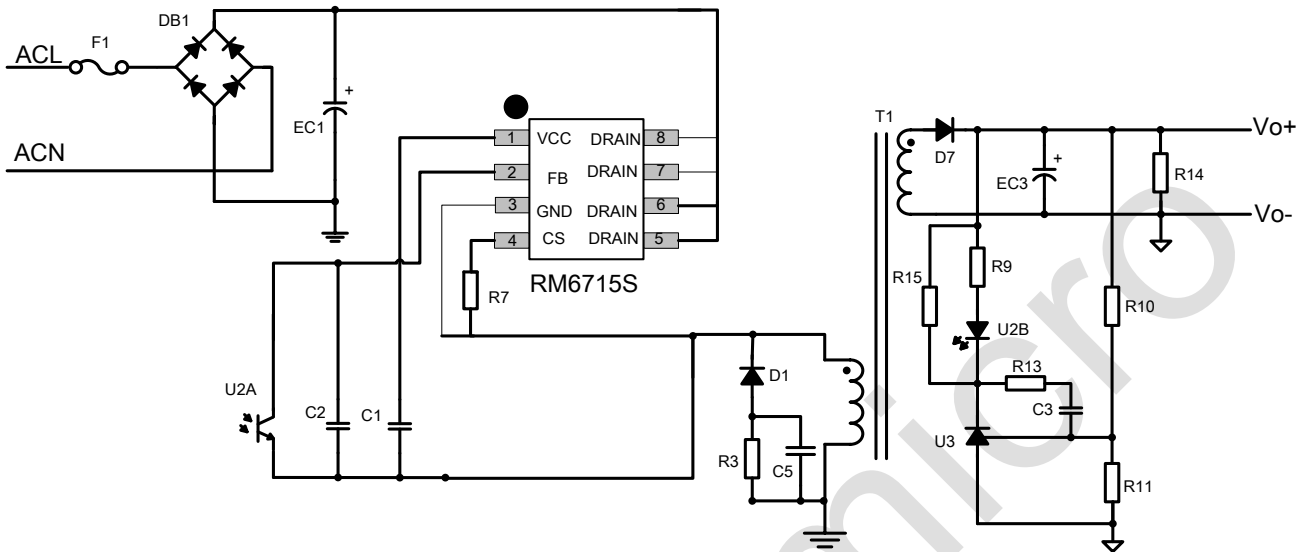 DB1
F1
ACL
+
EC1
ACN
1 VCC DRAIN 8
2 FB DRAIN 7
3 GND DRAIN 6
4 CS DRAIN 5
RM6715S
R7
U2A
C2
C1
D1
R3
C5
T1
D7
+
EC3
R14
Vo+
Vo-
R15
R9
R10
U2B
R13
C3
U3
R11
micro